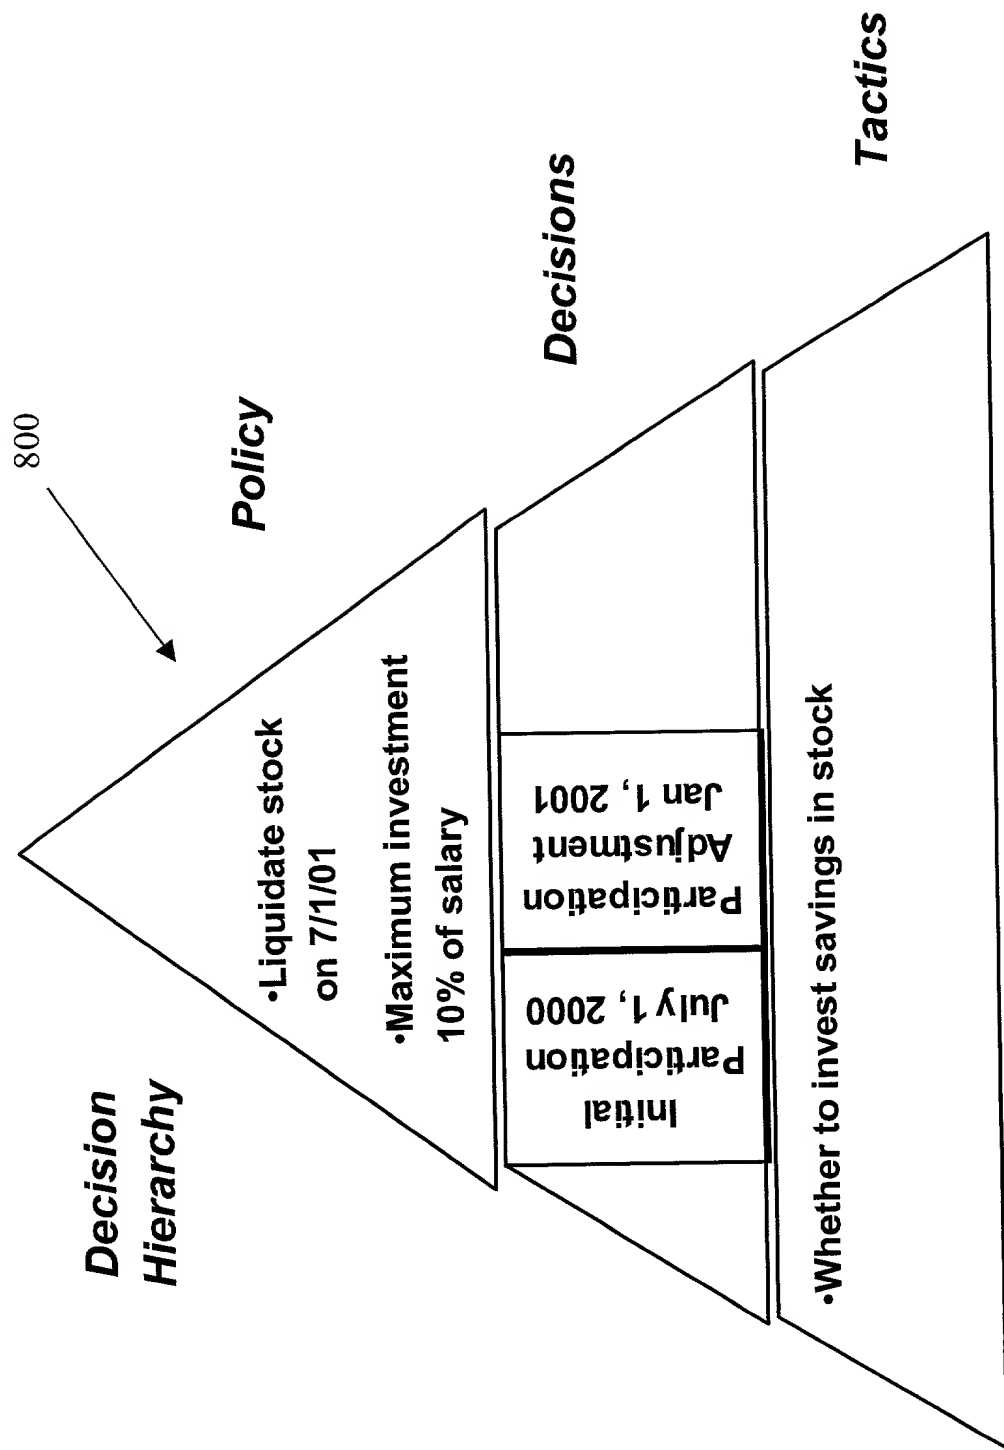 Decision
Hierarchy
800
Policy
•Liquidate stock
on 7/1/01
•Maximum investment
10% of salary
Decisions
Initial
Participation
July 1, 2000
Participation
Adjustment
Jan 1, 2001
Tactics
•Whether to invest savings in stock